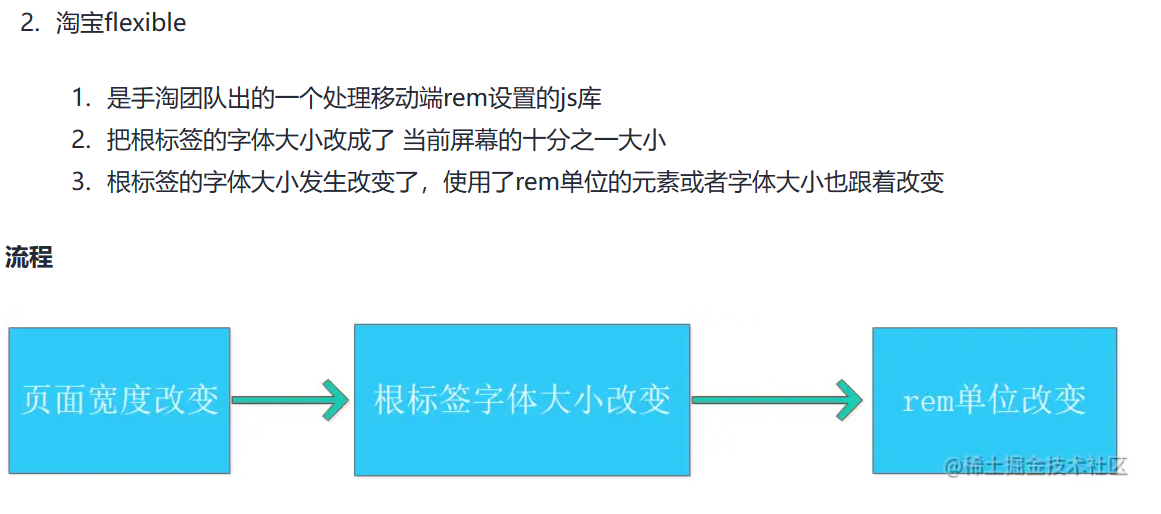 2. 淘宝flexible
1. 是手淘团队出的一个处理移动端rem设置的js库
2. 把根标签的字体大小改成了 当前屏幕的十分之一大小
3. 根标签的字体大小发生改变了，使用了rem单位的元素或者字体大小也跟着改变
流程
页面宽度改变
根标签字体大小改变
rem单位改变
@稀土掘金技术社区